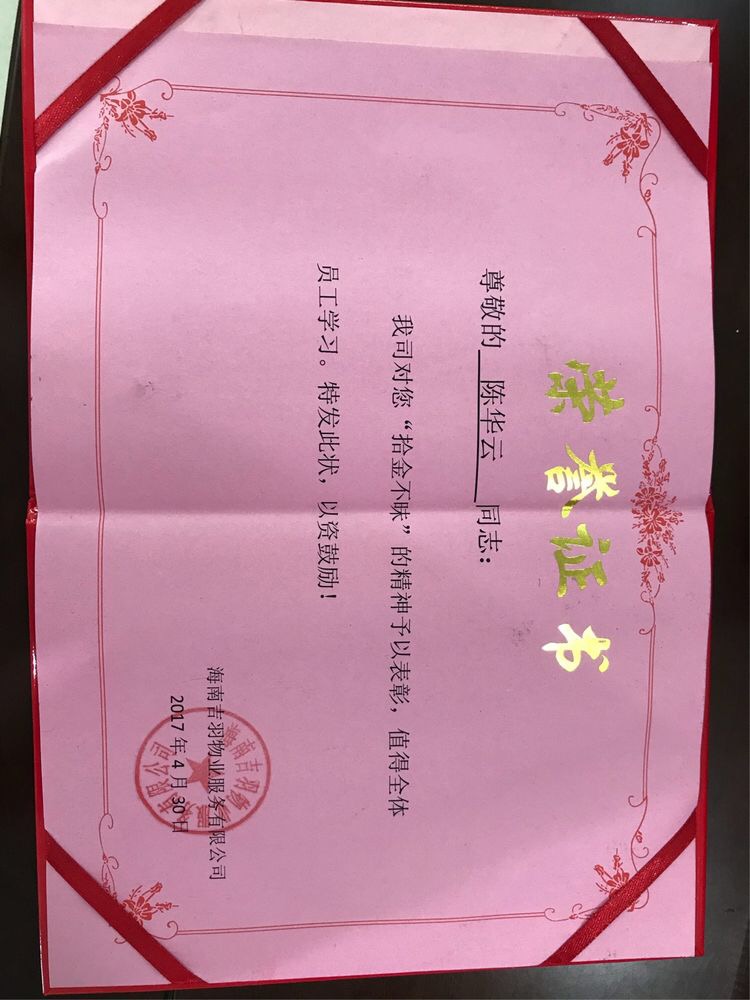 荣誉证书
尊敬的 陈华云 同志：
我司对您“拾金不昧”的精神予以表彰，值得全体
员工学习。特发此状，以资鼓励！
海南吉羽物业服务有限公司
2017年4月30日